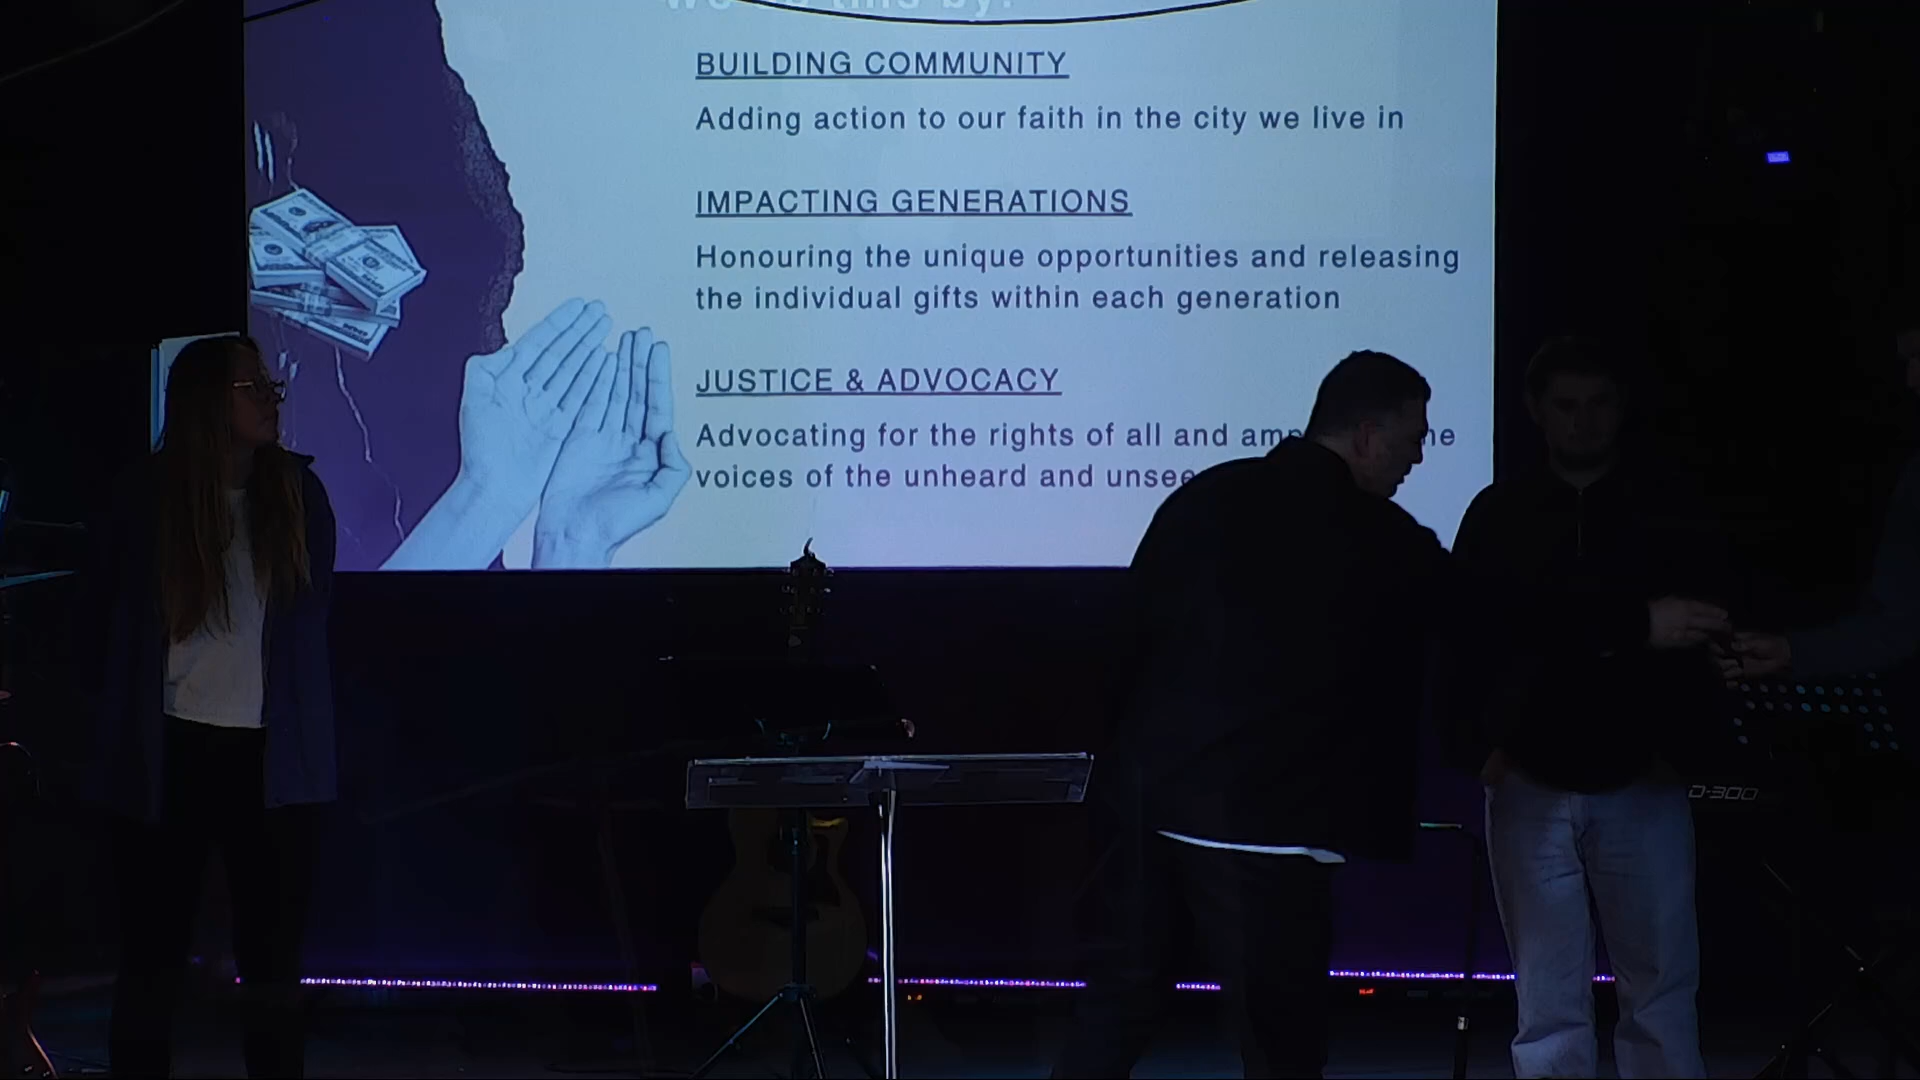 this by:
BUILDING COMMUNITY
Adding action to our faith in the city we live in
IMPACTING GENERATIONS
Honouring the unique opportunities and releasing
the individual gifts within each generation
JUSTICE & ADVOCACY
Advocating for the rights of all and
voices of the unheard and
D-300